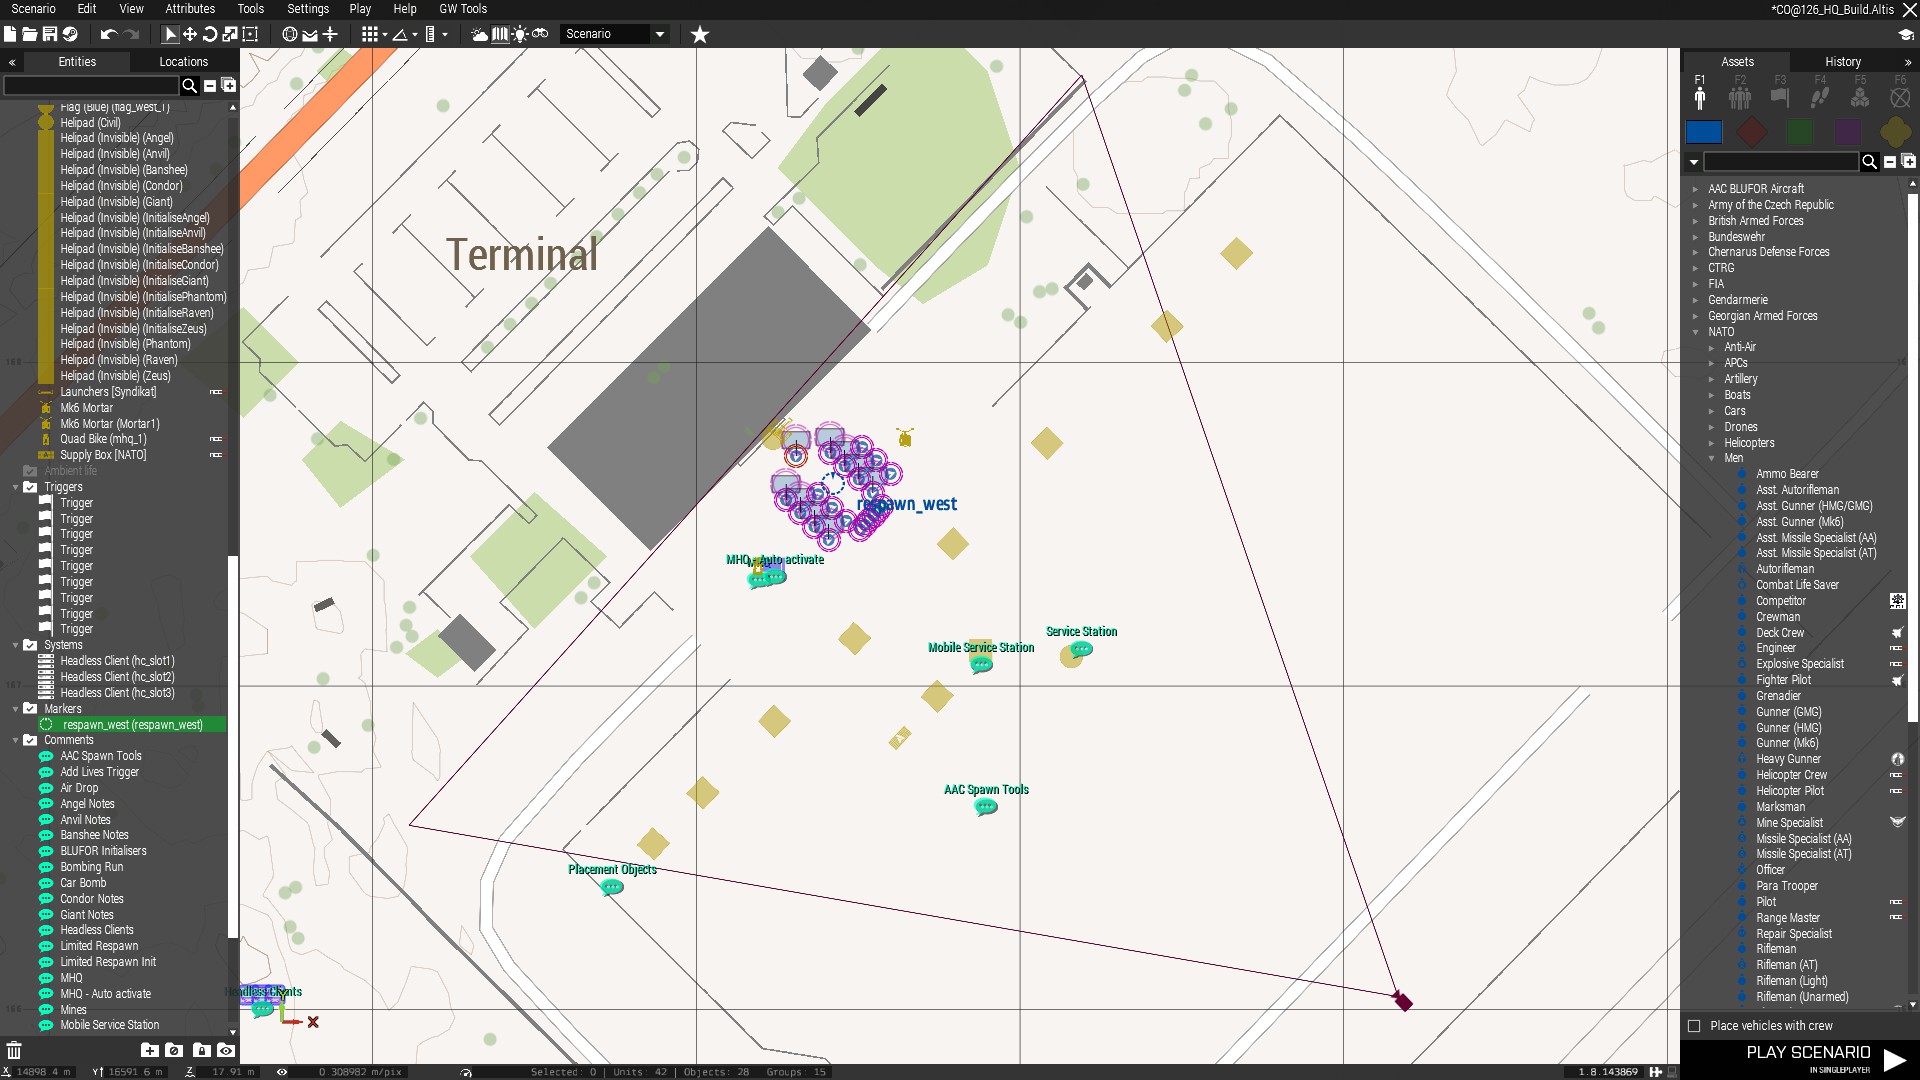 Scenario Edit View Attributes Tools Settings Play Help GW Tools
*CO@126_HQ_Build.Altis
Scenario
Entities Locations
Assets History
F1 F2 F3 F4 F5 F6
Flag (Blue) (flag_west_1)
Helipad (Civil)
Helipad (Invisible) (Angel)
Helipad (Invisible) (Anvil)
Helipad (Invisible) (Banshee)
Helipad (Invisible) (Condor)
Helipad (Invisible) (Giant)
Helipad (Invisible) (InitialiseAngel)
Helipad (Invisible) (InitialiseAnvil)
Helipad (Invisible) (InitialiseBanshee)
Helipad (Invisible) (InitialiseCondor)
Helipad (Invisible) (InitialiseGiant)
Helipad (Invisible) (InitialisePhantom)
Helipad (Invisible) (InitialiseRaven)
Helipad (Invisible) (InitialiseZeus)
Helipad (Invisible) (Phantom)
Helipad (Invisible) (Raven)
Helipad (Invisible) (Zeus)
Launchers [Syndikat]
Mk6 Mortar
Mk6 Mortar (Mortar1)
Quad Bike (mhq_1)
Supply Box [NATO]
Ambient life
Triggers
Trigger
Trigger
Trigger
Trigger
Trigger
Trigger
Trigger
Trigger
Trigger
Systems
Headless Client (hc_slot1)
Headless Client (hc_slot2)
Headless Client (hc_slot3)
Markers
respawn_west (respawn_west)
Comments
AAC Spawn Tools
Add Lives Trigger
Air Drop
Angel Notes
Anvil Notes
Banshee Notes
BLUFOR Initialisers
Bombing Run
Car Bomb
Condor Notes
Giant Notes
Headless Clients
Limited Respawn
Limited Respawn Init
MHQ
MHQ - Auto activate
Mines
Mobile Service Station
Terminal
respawn_west
MHQ - Auto activate
Service Station
Mobile Service Station
AAC Spawn Tools
Placement Objects
Headless Clients
AAC BLUFOR Aircraft
Army of the Czech Republic
British Armed Forces
Bundeswehr
Chernarus Defense Forces
CTRG
FIA
Gendarmerie
Georgian Armed Forces
NATO
Anti-Air
APCs
Artillery
Boats
Cars
Drones
Helicopters
Men
Ammo Bearer
Asst. Autorifleman
Asst. Gunner (HMG/GMG)
Asst. Gunner (Mk6)
Asst. Missile Specialist (AA)
Asst. Missile Specialist (AT)
Autorifleman
Combat Life Saver
Competitor
Crewman
Deck Crew
Engineer
Explosive Specialist
Fighter Pilot
Grenadier
Gunner (GMG)
Gunner (HMG)
Gunner (Mk6)
Heavy Gunner
Helicopter Crew
Helicopter Pilot
Marksman
Mine Specialist
Missile Specialist (AA)
Missile Specialist (AT)
Officer
Para Trooper
Pilot
Range Master
Repair Specialist
Rifleman
Rifleman (AT)
Rifleman (Light)
Rifleman (Unarmed)
Place vehicles with crew
PLAY SCENARIO
IN SINGLEPLAYER
X 14898.4 m Y 16591.6 m Z 17.91 m 0.308982 m/pix Selected: 0 | Units: 42 | Objects: 28 Groups: 15 1.8.143869